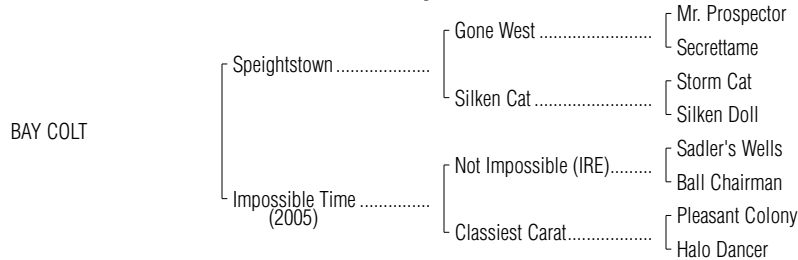 Mr. Prospector
Gone West ........................
Secrettame
Speightstown ....................
Storm Cat
Silken Cat .........................
Silken Doll
BAY COLT
Sadler's Wells
Not Impossible (IRE).........
Ball Chairman
Impossible Time ...............
(2005)
Pleasant Colony
Classiest Carat..................
Halo Dancer